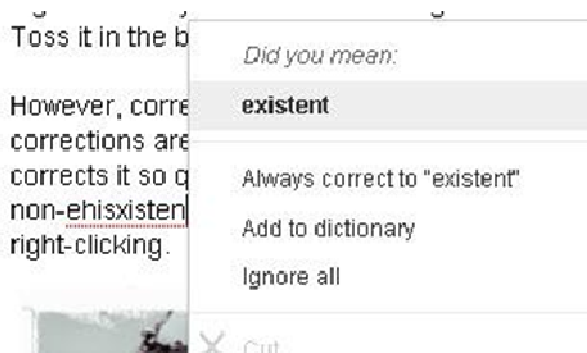 Toss it in the b
Did you mean:
existent
However, corre
corrections are
corrects it so q
non-ehisxisten
right-clicking.
Always correct to "existent"
Add to dictionary
Ignore all
Cut